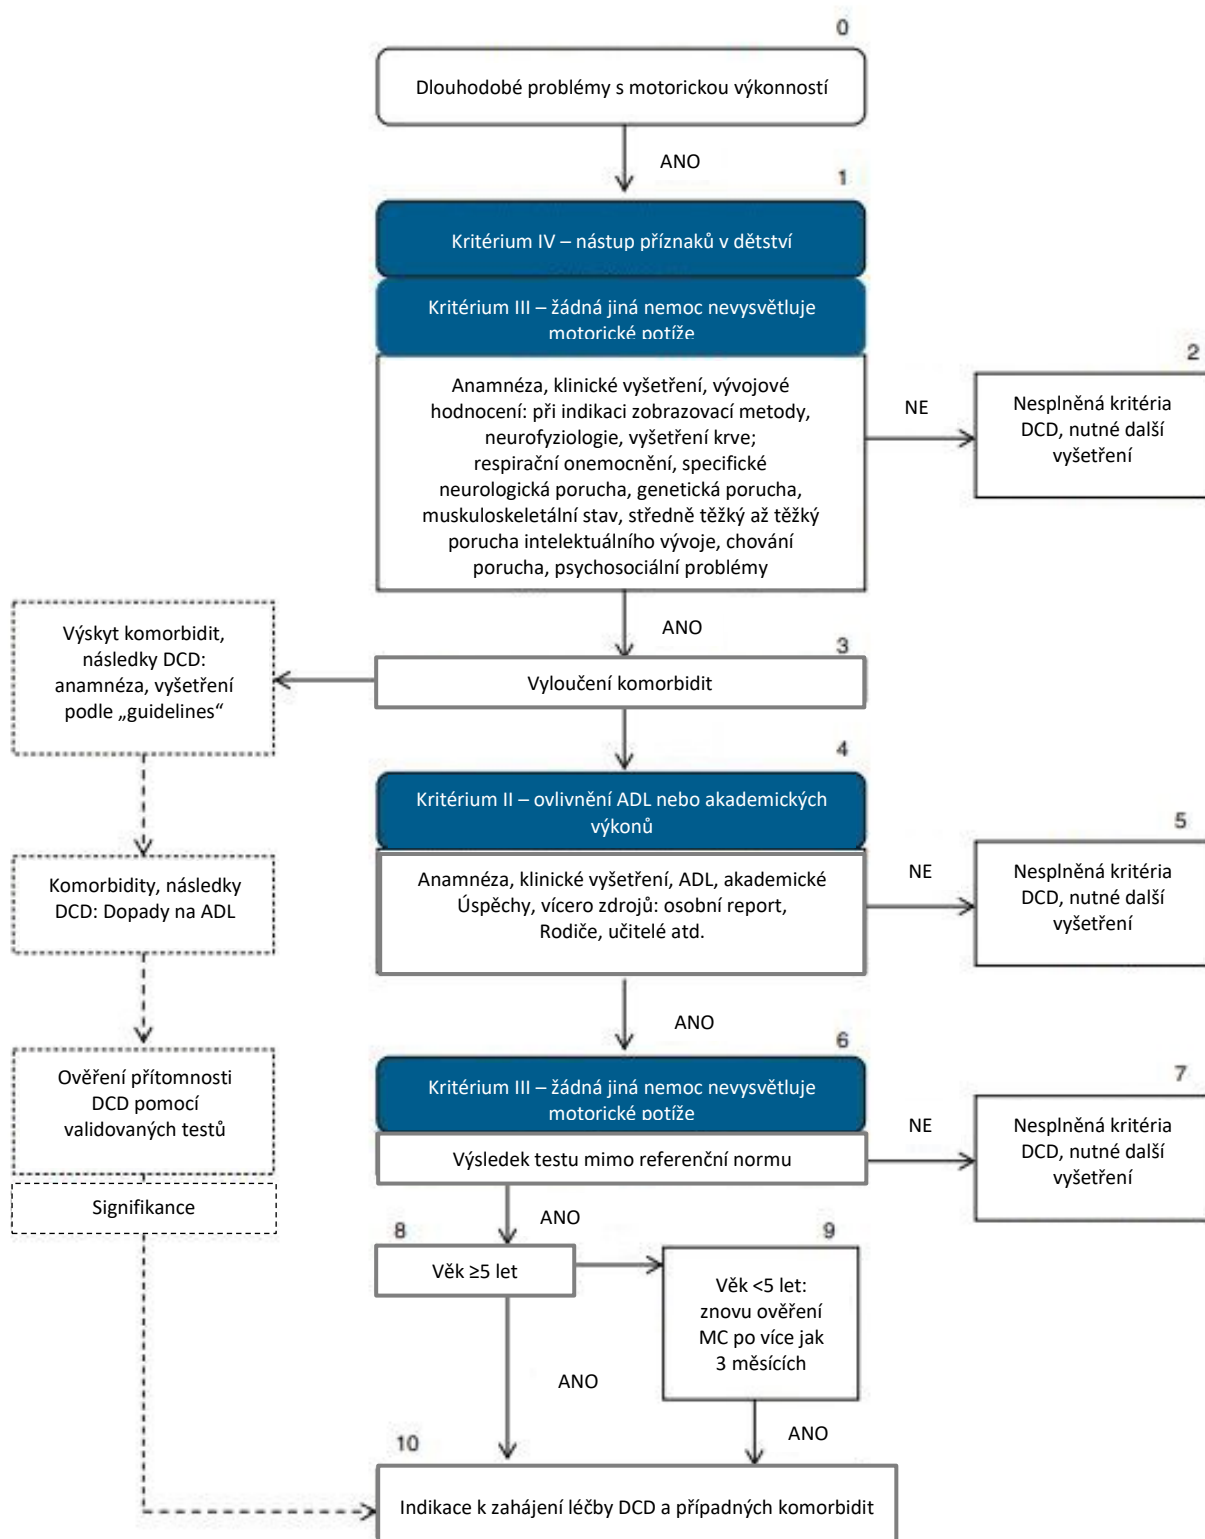 0
Dlouhodobé problémy s motorickou výkonností
ANO
1
Kritérium IV – nástup příznaků v dětství
Kritérium III – žádná jiná nemoc nevysvětluje
motorické potíže
Anamnéza, klinické vyšetření, vývojové
hodnocení: při indikaci zobrazovací metody,
neurofyziologie, vyšetření krve;
respirační onemocnění, specifické
neurologická porucha, genetická porucha,
muskuloskeletální stav, středně těžký až těžký
porucha intelektuálního vývoje, chování
porucha, psychosociální problémy
NE
2
Nesplněná kritéria
DCD, nutné další
vyšetření
ANO
3
Vyloučení komorbidit
Výskyt komorbidit,
následky DCD:
anamnéza, vyšetření
podle „guidelines“
4
Kritérium II – ovlivnění ADL nebo akademických
výkonů
Anamnéza, klinické vyšetření, ADL, akademické
Úspěchy, vícero zdrojů: osobní report,
Rodiče, učitelé atd.
NE
5
Nesplněná kritéria
DCD, nutné další
vyšetření
Komorbidity, následky
DCD: Dopady na ADL
ANO
6
Kritérium III – žádná jiná nemoc nevysvětluje
motorické potíže
Výsledek testu mimo referenční normu
NE
7
Nesplněná kritéria
DCD, nutné další
vyšetření
Ověření přítomnosti
DCD pomocí
validovaných testů
Signifikance
ANO
8
Věk ≥5 let
9
Věk <5 let:
znovu ověření
MC po více jak
3 měsících
ANO
ANO
10
Indikace k zahájení léčby DCD a případných komorbidit